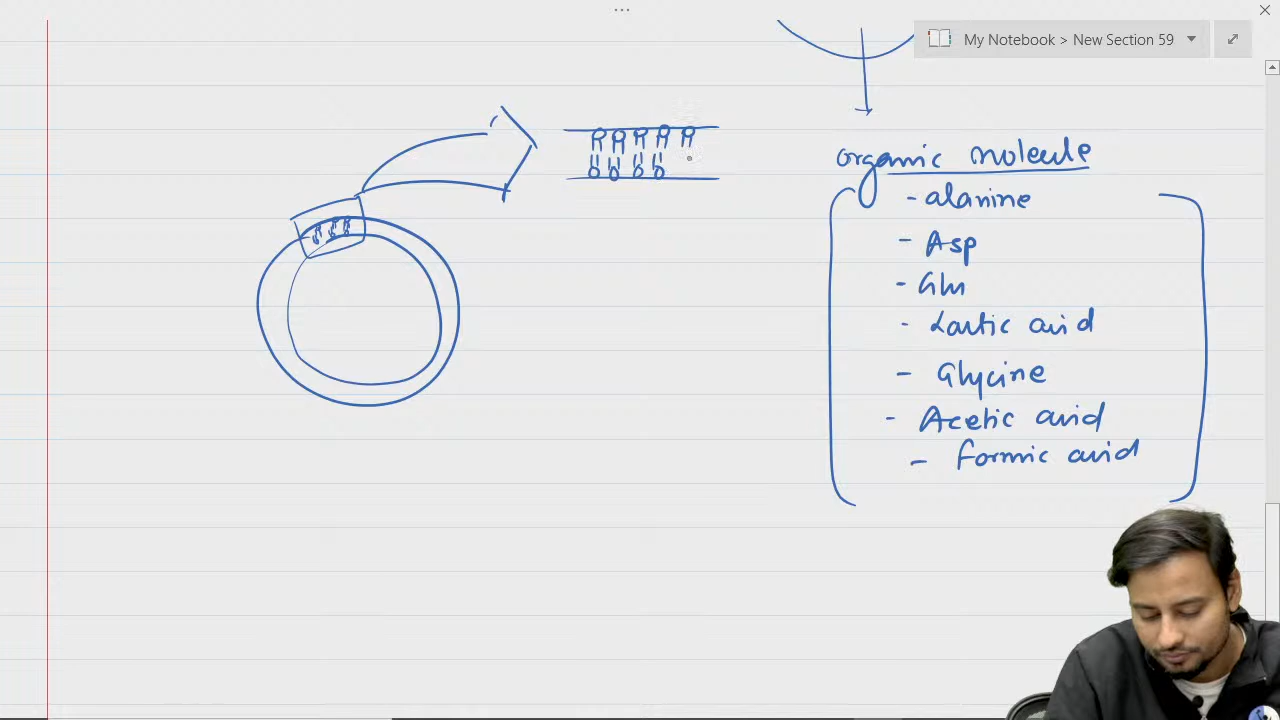 My Notebook > New Section 59
organic molecule
- alanine
- Asp
- Glu
- Lactic acid
- Glycine
- Acetic acid
- Formic acid